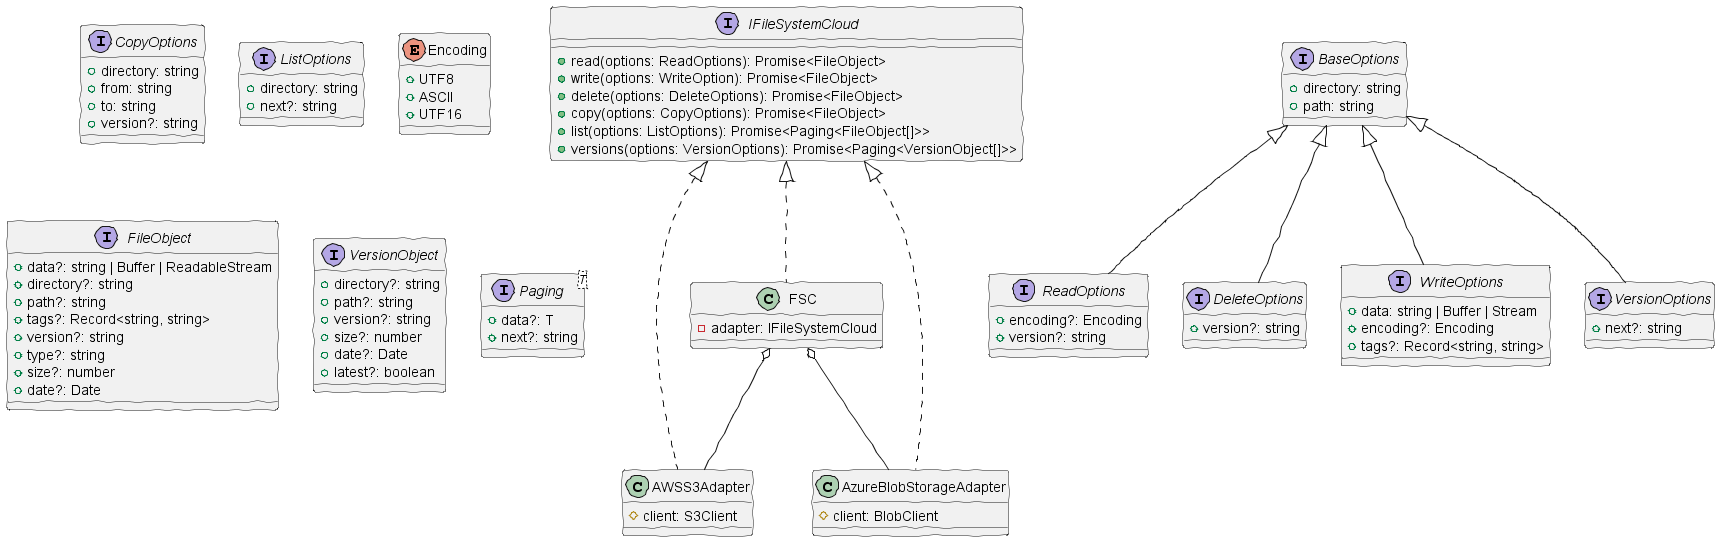 I CopyOptions
directory: string
from: string
to: string
version?: string
I ListOptions
directory: string
next?: string
E Encoding
UTF8
ASCII
UTF16
I IFileSystemCloud
read(options: ReadOptions): Promise<FileObject>
write(options: WriteOption): Promise<FileObject>
delete(options: DeleteOptions): Promise<FileObject>
copy(options: CopyOptions): Promise<FileObject>
list(options: ListOptions): Promise<Paging<FileObject[]>>
versions(options: VersionOptions): Promise<Paging<VersionObject[]>>
I BaseOptions
directory: string
path: string
I FileObject
data?: string | Buffer | ReadableStream
directory?: string
path?: string
tags?: Record<string, string>
version?: string
type?: string
size?: number
date?: Date
I VersionObject
directory?: string
path?: string
version?: string
size?: number
date?: Date
latest?: boolean
T
I Paging
data?: T
next?: string
C FSC
adapter: IFileSystemCloud
I ReadOptions
encoding?: Encoding
version?: string
I DeleteOptions
version?: string
I WriteOptions
data: string | Buffer | Stream
encoding?: Encoding
tags?: Record<string, string>
I VersionOptions
next?: string
C AWSS3Adapter
client: S3Client
C AzureBlobStorageAdapter
client: BlobClient